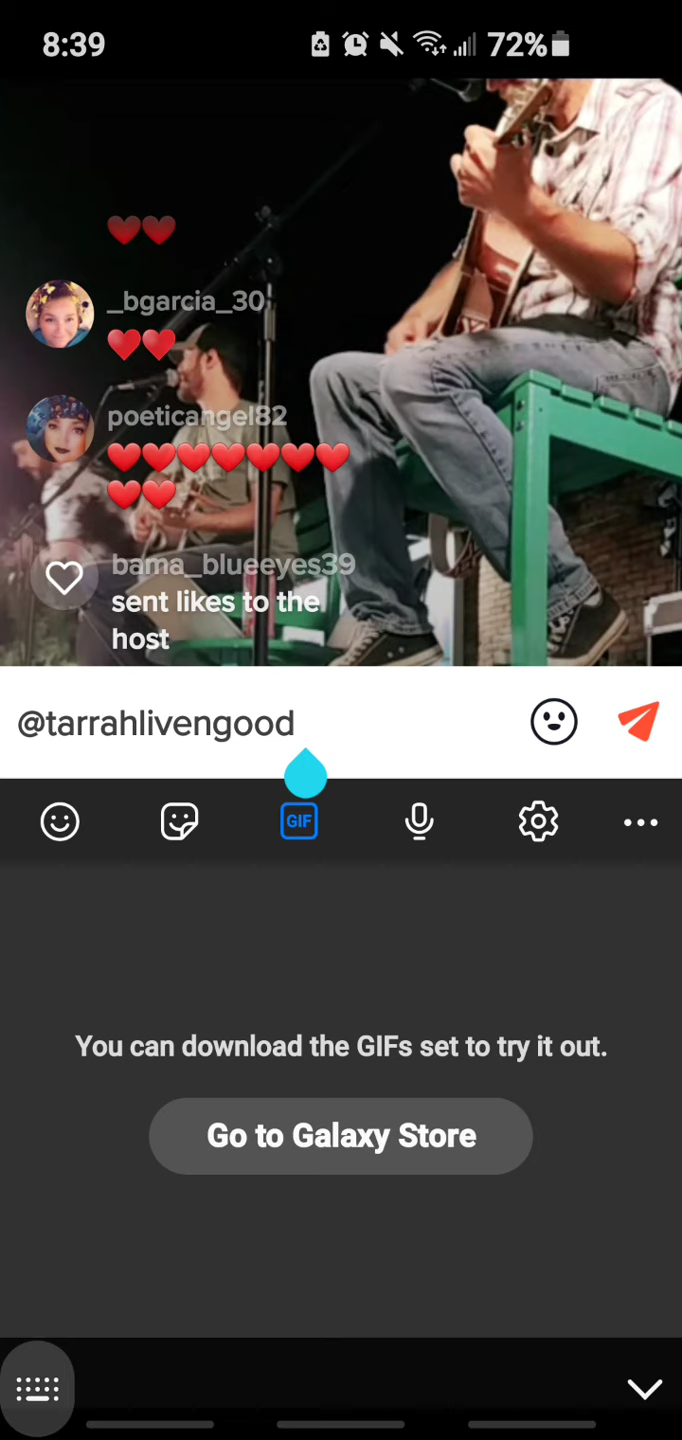 8:39
72%
_bgarcia_30
poeticangel82
bama_blueeyes39
sent likes to the
host
@tarrahlivengood
GIF
You can download the GIFs set to try it out.
Go to Galaxy Store